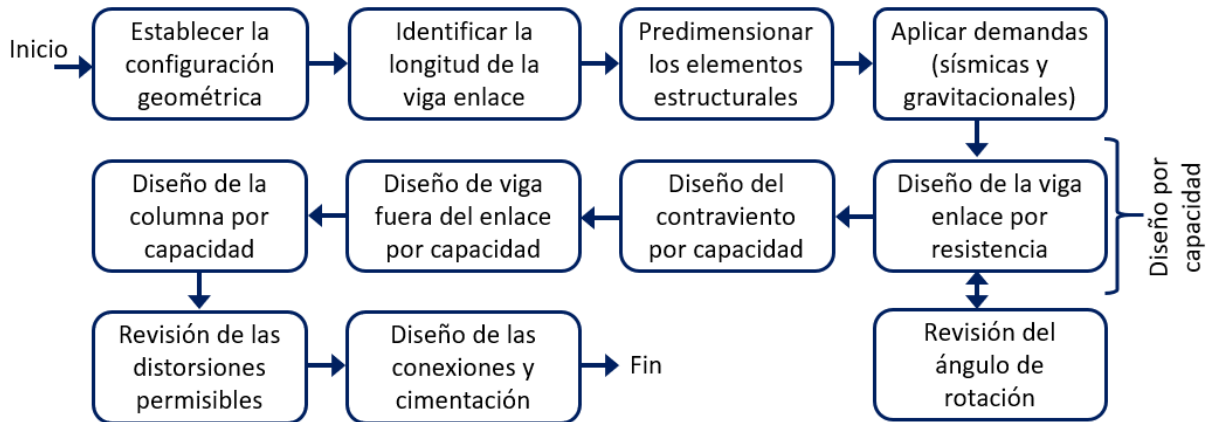 Inicio
Establecer la
configuración
geométrica
Identificar la
longitud de la
viga enlace
Predimensionar
los elementos
estructurales
Aplicar demandas
(sísmicas y
gravitacionales)
Diseño de la viga
enlace por
resistencia
Diseño por
capacidad
Revisión del
ángulo de
rotación
Diseño del
contraviento
por capacidad
Diseño de viga
fuera del enlace
por capacidad
Diseño de la
columna por
capacidad
Revisión de las
distorsiones
permisibles
Diseño de las
conexiones y
cimentación
Fin